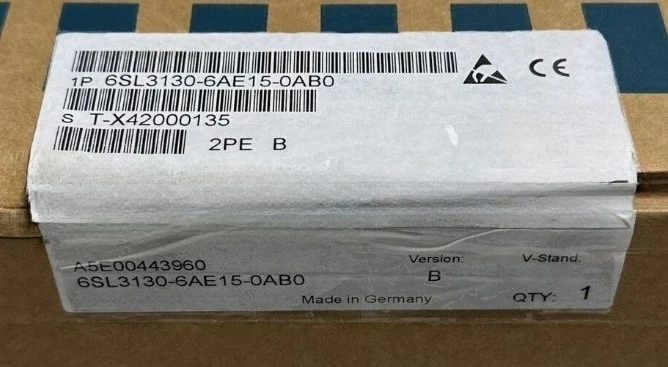 1P 6SL3130-6AE15-0AB0
S T-X42000135
2PE B
CE
A5E00443960
6SL3130-6AE15-0AB0
Version:
B
V-Stand:
Made in Germany
QTY: 1